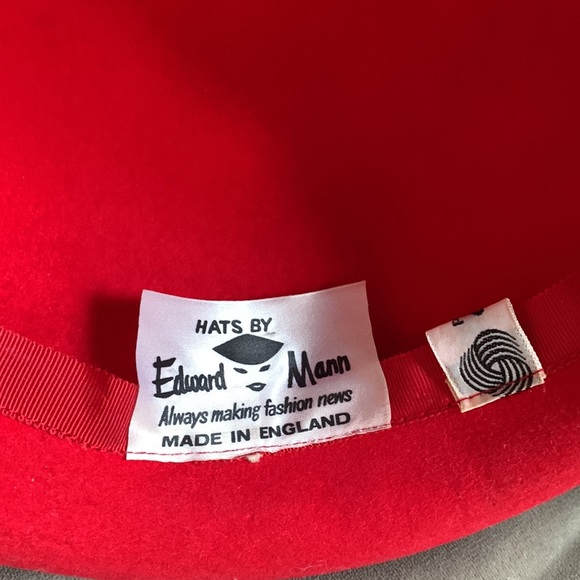 HATS BY
Edward Mann
Always making fashion news
MADE IN ENGLAND